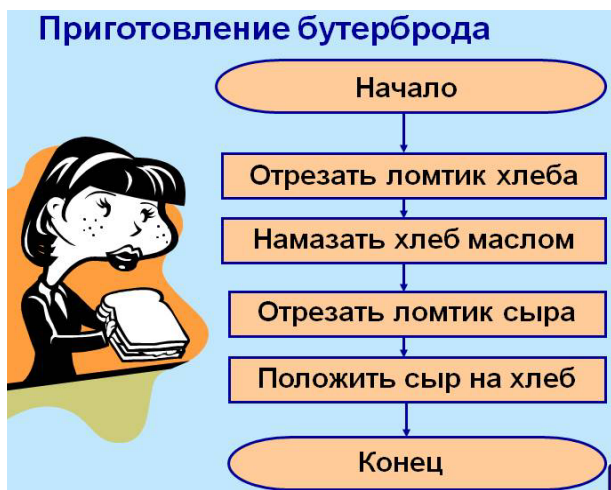 Приготовление бутерброда
Начало
Отрезать ломтик хлеба
Намазать хлеб маслом
Отрезать ломтик сыра
Положить сыр на хлеб
Конец